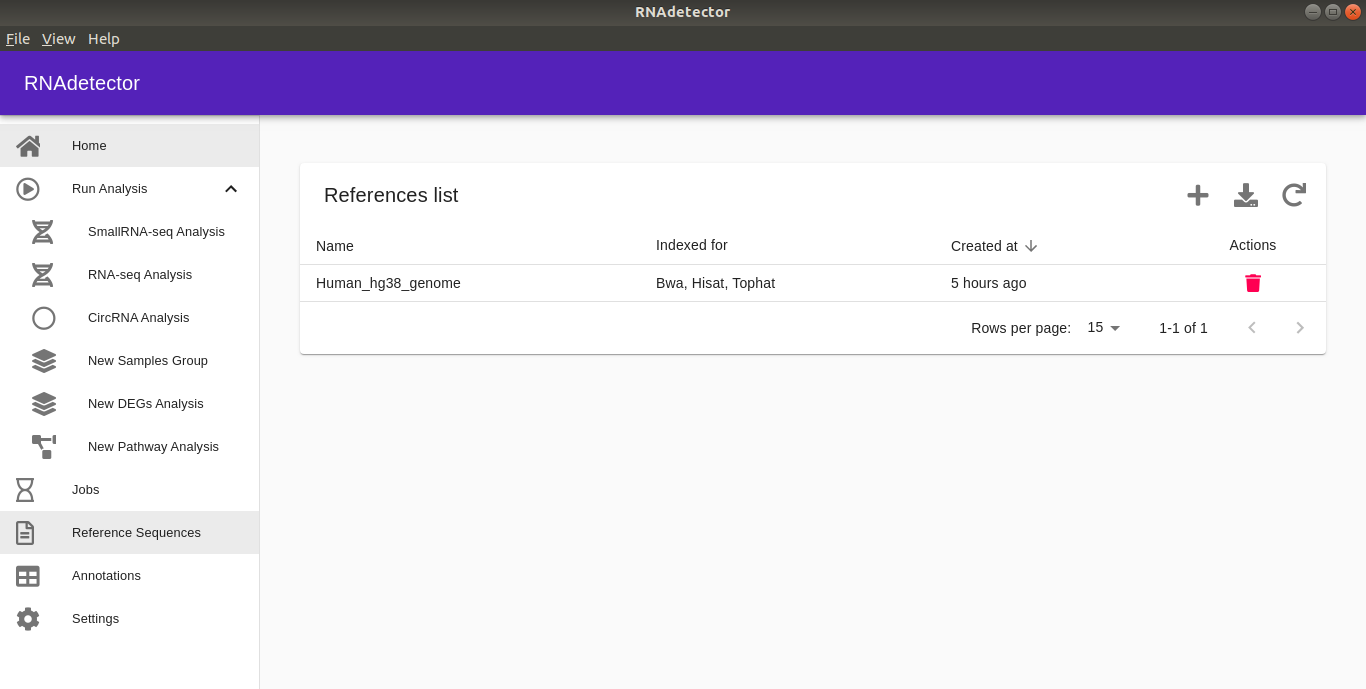 RNAdetector
File View Help
RNAdetector
Home
Run Analysis
SmallRNA-seq Analysis
RNA-seq Analysis
CircRNA Analysis
New Samples Group
New DEGs Analysis
New Pathway Analysis
Jobs
Reference Sequences
Annotations
Settings
References list
Name Indexed for Created at Actions
Human_hg38_genome Bwa, Hisat, Tophat 5 hours ago
Rows per page: 15 1-1 of 1